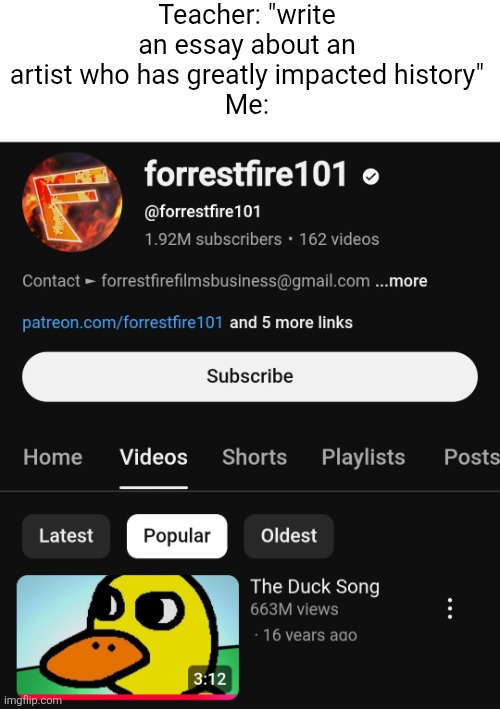 Teacher: "write
an essay about an
artist who has greatly impacted history"
Me:
F
forrestfire101
@forrestfire101
1.92M subscribers • 162 videos
Contact ► forrestfirefilmsbusiness@gmail.com ...more
patreon.com/forrestfire101 and 5 more links
Subscribe
Home Videos Shorts Playlists Posts
Latest Popular Oldest
The Duck Song
663M views
· 16 years ago
3:12
imgflip.com